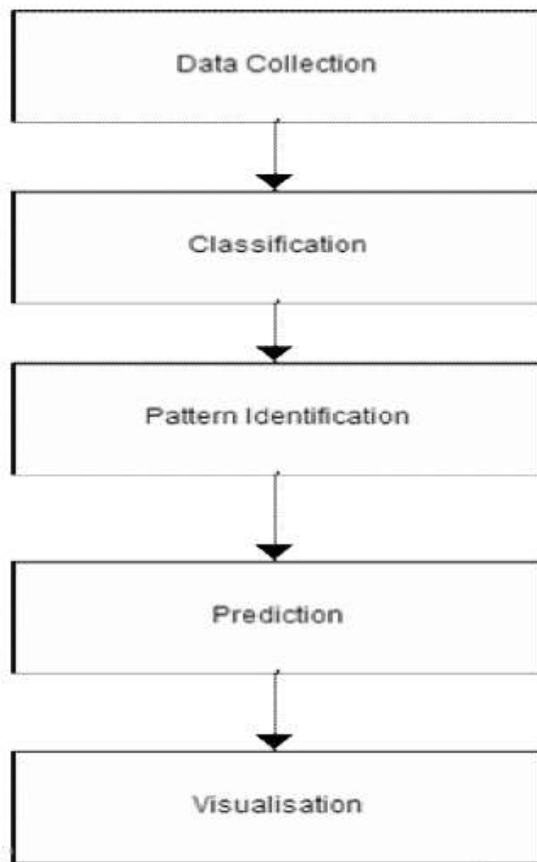 Data Collection
Classification
Pattern Identification
Prediction
Visualisation